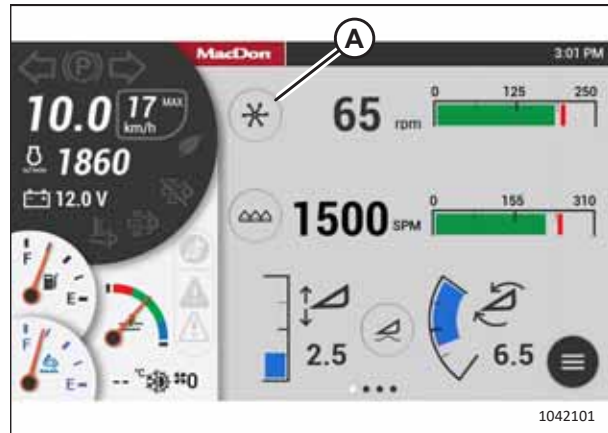 A
MacDon
3:01 PM
P
10.0 17 MAX km/h
65 rpm
0 125 250
1860
12.0 V
1500 SPM
0 155 310
F
E
F
E
2.5
6.5
-- °C 0
1042101